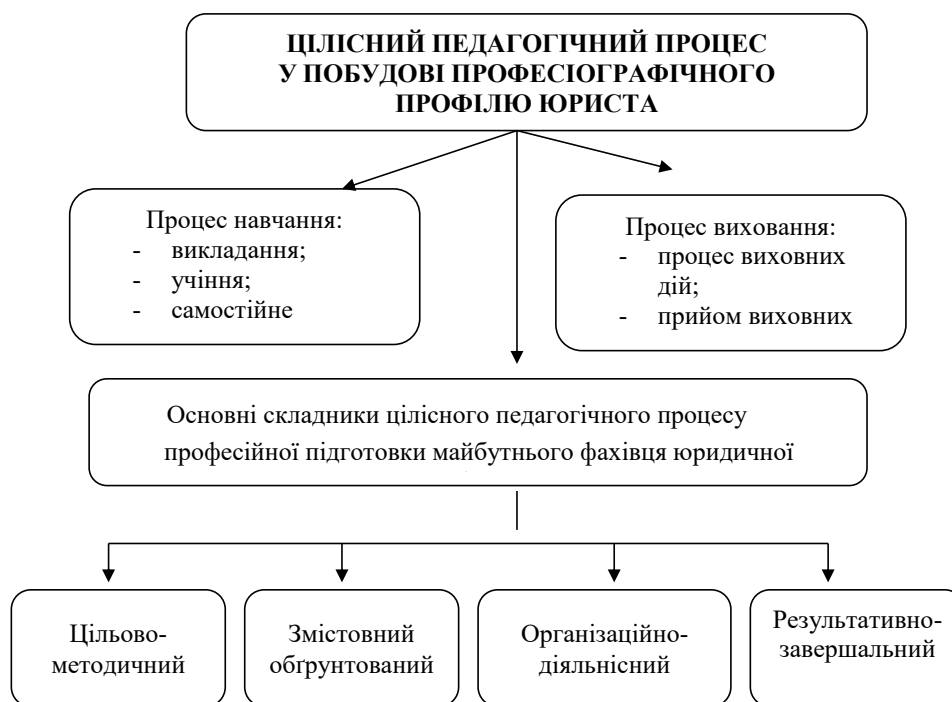 ЦІЛІСНИЙ ПЕДАГОГІЧНИЙ ПРОЦЕС
У ПОБУДОВІ ПРОФЕСІОГРАФІЧНОГО
ПРОФІЛЮ ЮРИСТА
Процес навчання:
- викладання;
- учіння;
- самостійне
Процес виховання:
- процес виховних
дій;
- прийом виховних
Основні складники цілісного педагогічного процесу
професійної підготовки майбутнього фахівця юридичної
Цільово-
методичний
Змістовний
обґрунтований
Організаційно-
діяльнісний
Результативно-
завершальний